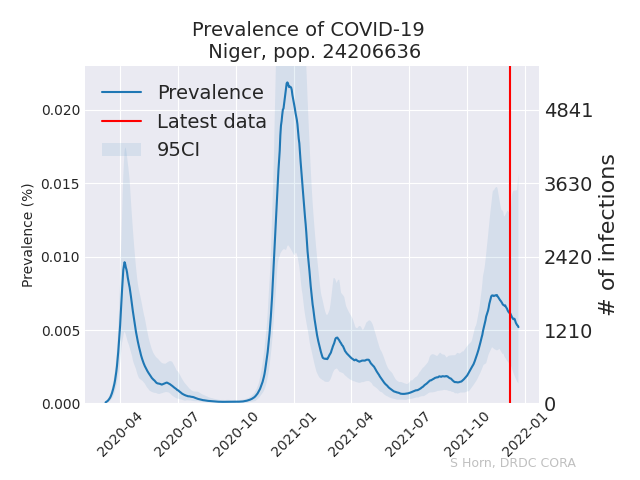 Prevalence of COVID-19
Niger, pop. 24206636
Prevalence
Latest data
95CI
Prevalence (%)
0.020
0.015
0.010
0.005
0.000
4841
3630
2420
1210
0
# of infections
2020-04
2020-07
2020-10
2021-01
2021-04
2021-07
2021-10
2022-01
S Horn, DRDC CORA